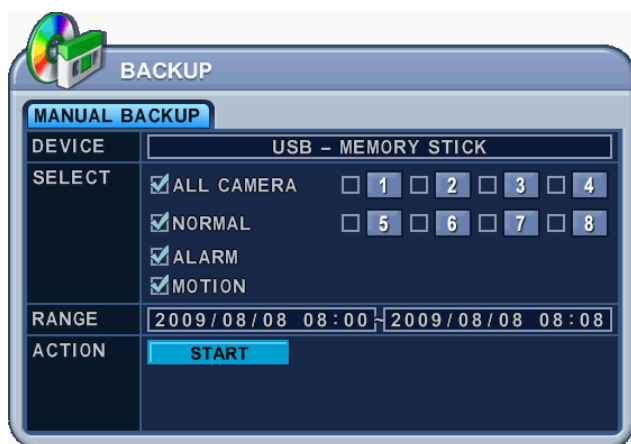 BACKUP
MANUAL BACKUP
DEVICE USB – MEMORY STICK
SELECT ALL CAMERA 1 2 3 4
NORMAL 5 6 7 8
ALARM
MOTION
RANGE 2009/08/08 08:00~2009/08/08 08:08
ACTION START